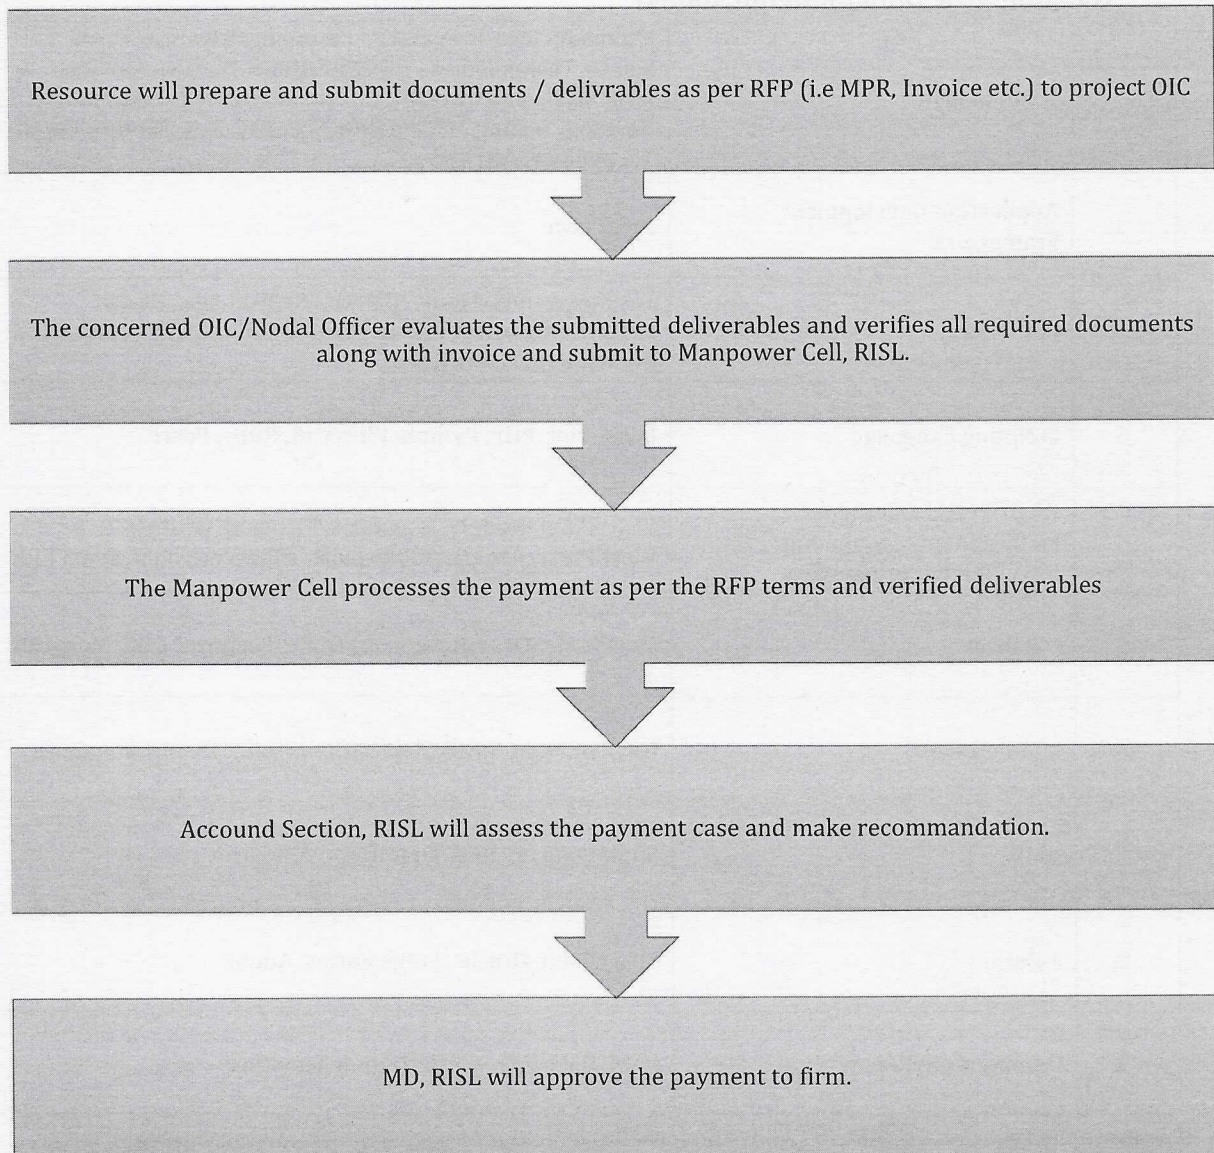 Resource will prepare and submit documents / delivrables as per RFP (i.e MPR, Invoice etc.) to project OIC
The concerned OIC/Nodal Officer evaluates the submitted deliverables and verifies all required documents
along with invoice and submit to Manpower Cell, RISL.
The Manpower Cell processes the payment as per the RFP terms and verified deliverables
Accound Section, RISL will assess the payment case and make recommandation.
MD, RISL will approve the payment to firm.